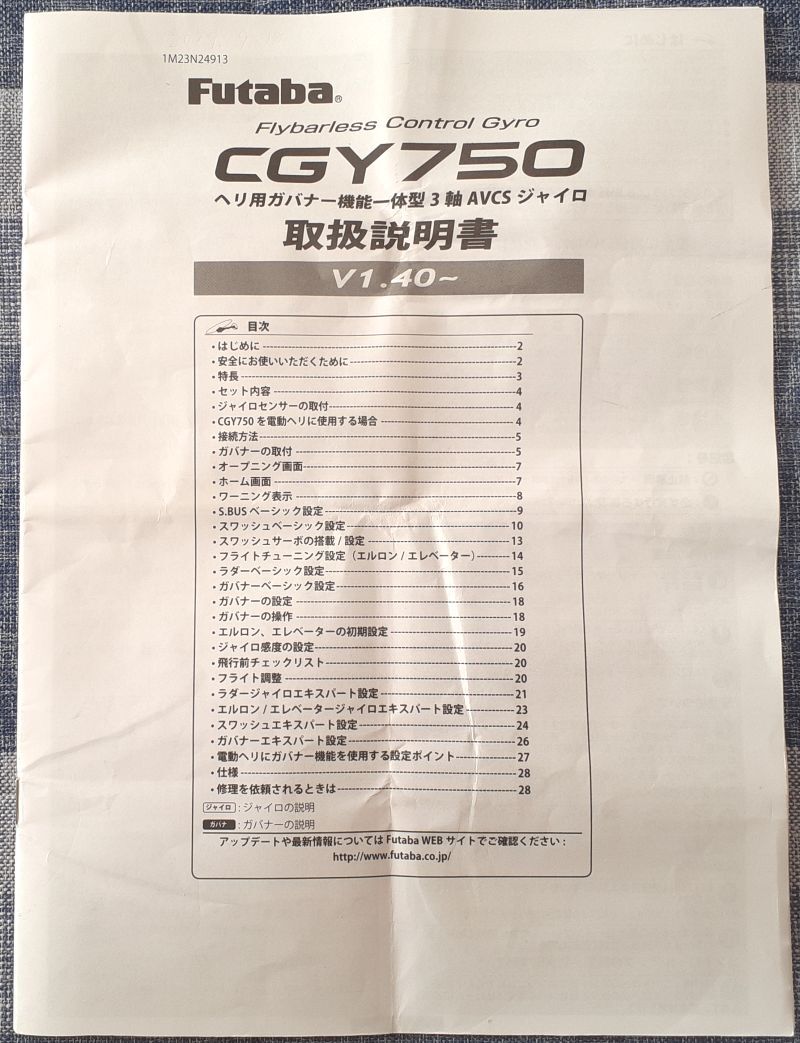 1M23N24913
Futaba®
Flybarless Control Gyro
CGY750
ヘリ用ガバナー機能一体型 3 軸 AVCS ジャイロ
取扱説明書
V1.40~
目次
・はじめに ---- 2
・安全にお使いいただくために ---- 2
・特長 ---- 3
・セット内容 ---- 4
・ジャイロセンサーの取付 ---- 4
・CGY750 を電動ヘリに使用する場合 ---- 4
・接続方法 ---- 5
・ガバナーの取付 ---- 5
・オープニング画面 ---- 7
・ホーム画面 ---- 7
・ワーニング表示 ---- 8
・S.BUS ベーシック設定 ---- 9
・スワッシュベーシック設定 ---- 10
・スワッシュサーボの搭載 / 設定 ---- 13
・フライトチューニング設定（エルロン / エレベーター） ---- 14
・ラダーベーシック設定 ---- 15
・ガバナーベーシック設定 ---- 16
・ガバナーの設定 ---- 18
・ガバナーの操作 ---- 18
・エルロン、エレベーターの初期設定 ---- 19
・ジャイロ感度の設定 ---- 20
・飛行前チェックリスト ---- 20
・フライト調整 ---- 20
・ラダージャイロエキスパート設定 ---- 21
・エルロン / エレベータージャイロエキスパート設定 ---- 23
・スワッシュエキスパート設定 ---- 24
・ガバナーエキスパート設定 ---- 26
・電動ヘリにガバナー機能を使用する設定ポイント ---- 27
・仕様 ---- 28
・修理を依頼されるときは ---- 28
ジャイロ : ジャイロの説明
ガバナ : ガバナーの説明
アップデートや最新情報については Futaba WEB サイトでご確認ください :
http://www.futaba.co.jp/